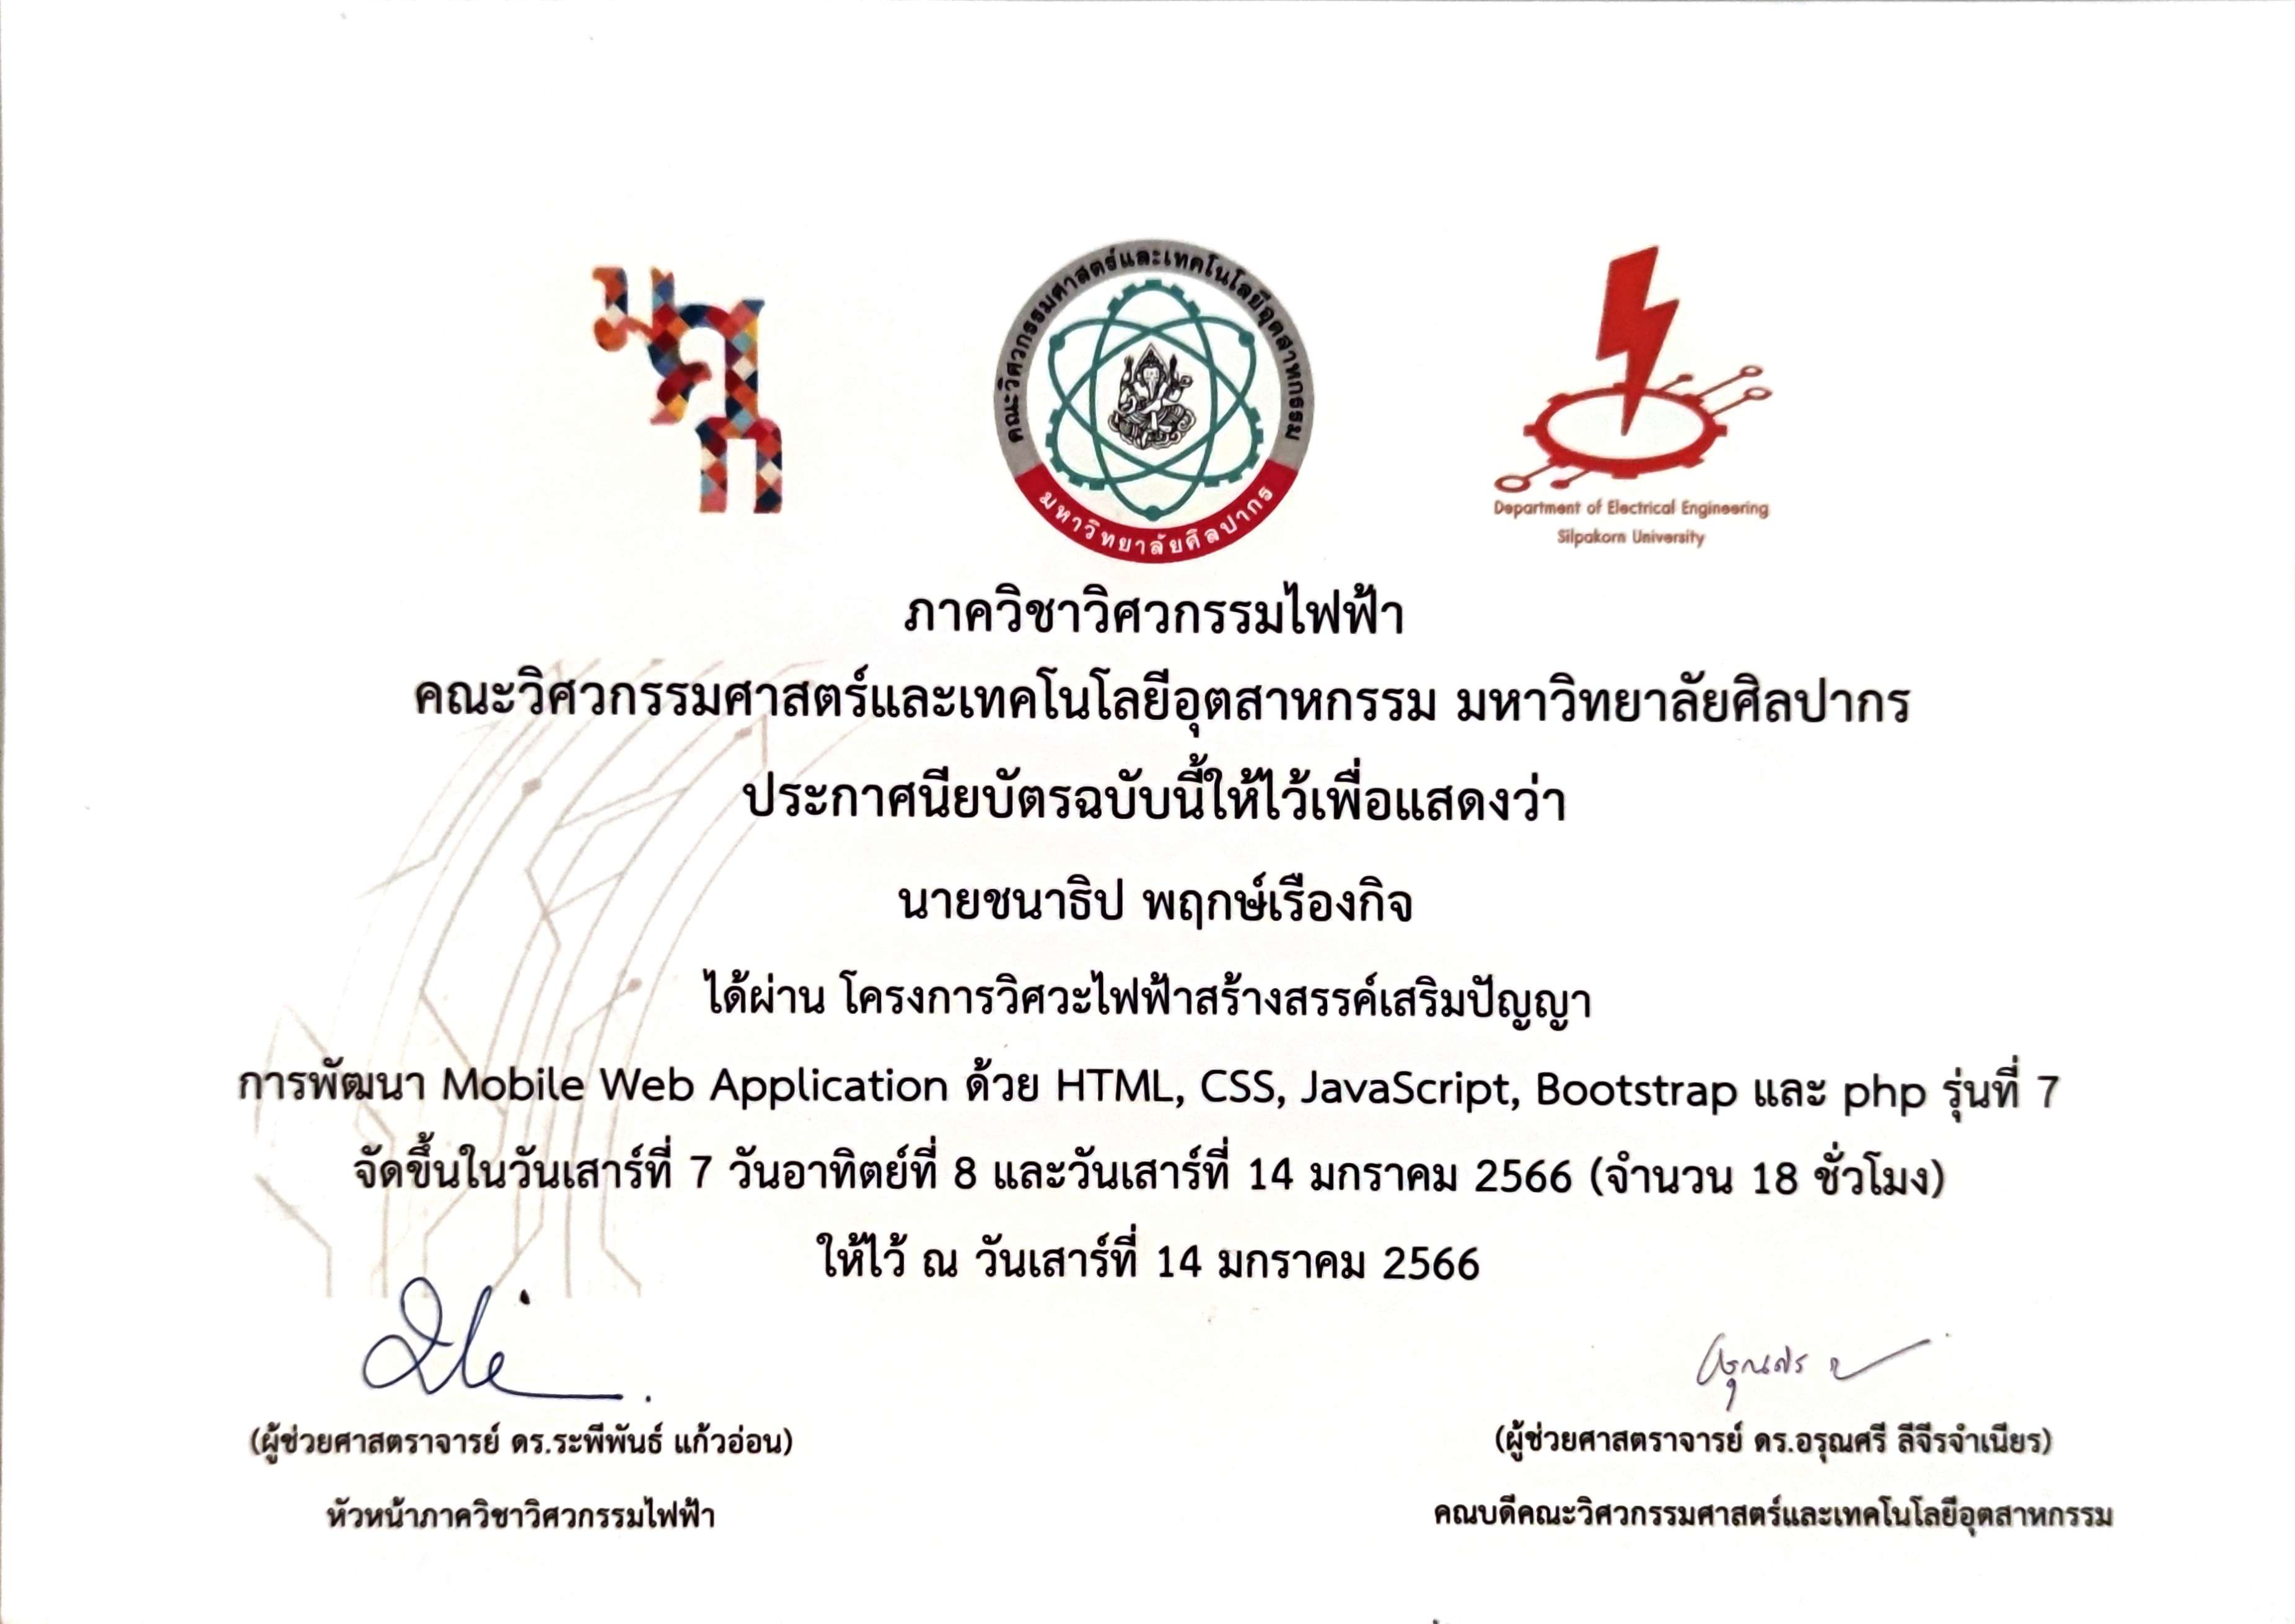 มศก
คณะวิศวกรรมศาสตร์และเทคโนโลยีอุตสาหกรรม
มหาวิทยาลัยศิลปากร
Department of Electrical Engineering
Silpakorn University
ภาควิชาวิศวกรรมไฟฟ้า
คณะวิศวกรรมศาสตร์และเทคโนโลยีอุตสาหกรรม มหาวิทยาลัยศิลปากร
ประกาศนียบัตรฉบับนี้ให้ไว้เพื่อแสดงว่า
นายชนาธิป พฤกษ์เรืองกิจ
ได้ผ่าน โครงการวิศวะไฟฟ้าสร้างสรรค์เสริมปัญญา
การพัฒนา Mobile Web Application ด้วย HTML, CSS, JavaScript, Bootstrap และ php รุ่นที่ 7
จัดขึ้นในวันเสาร์ที่ 7 วันอาทิตย์ที่ 8 และวันเสาร์ที่ 14 มกราคม 2566 (จำนวน 18 ชั่วโมง)
ให้ไว้ ณ วันเสาร์ที่ 14 มกราคม 2566
(ผู้ช่วยศาสตราจารย์ ดร.ระพีพันธ์ แก้วอ่อน)
หัวหน้าภาควิชาวิศวกรรมไฟฟ้า
(ผู้ช่วยศาสตราจารย์ ดร.อรุณศรี ลีจีรจำเนียร)
คณบดีคณะวิศวกรรมศาสตร์และเทคโนโลยีอุตสาหกรรม